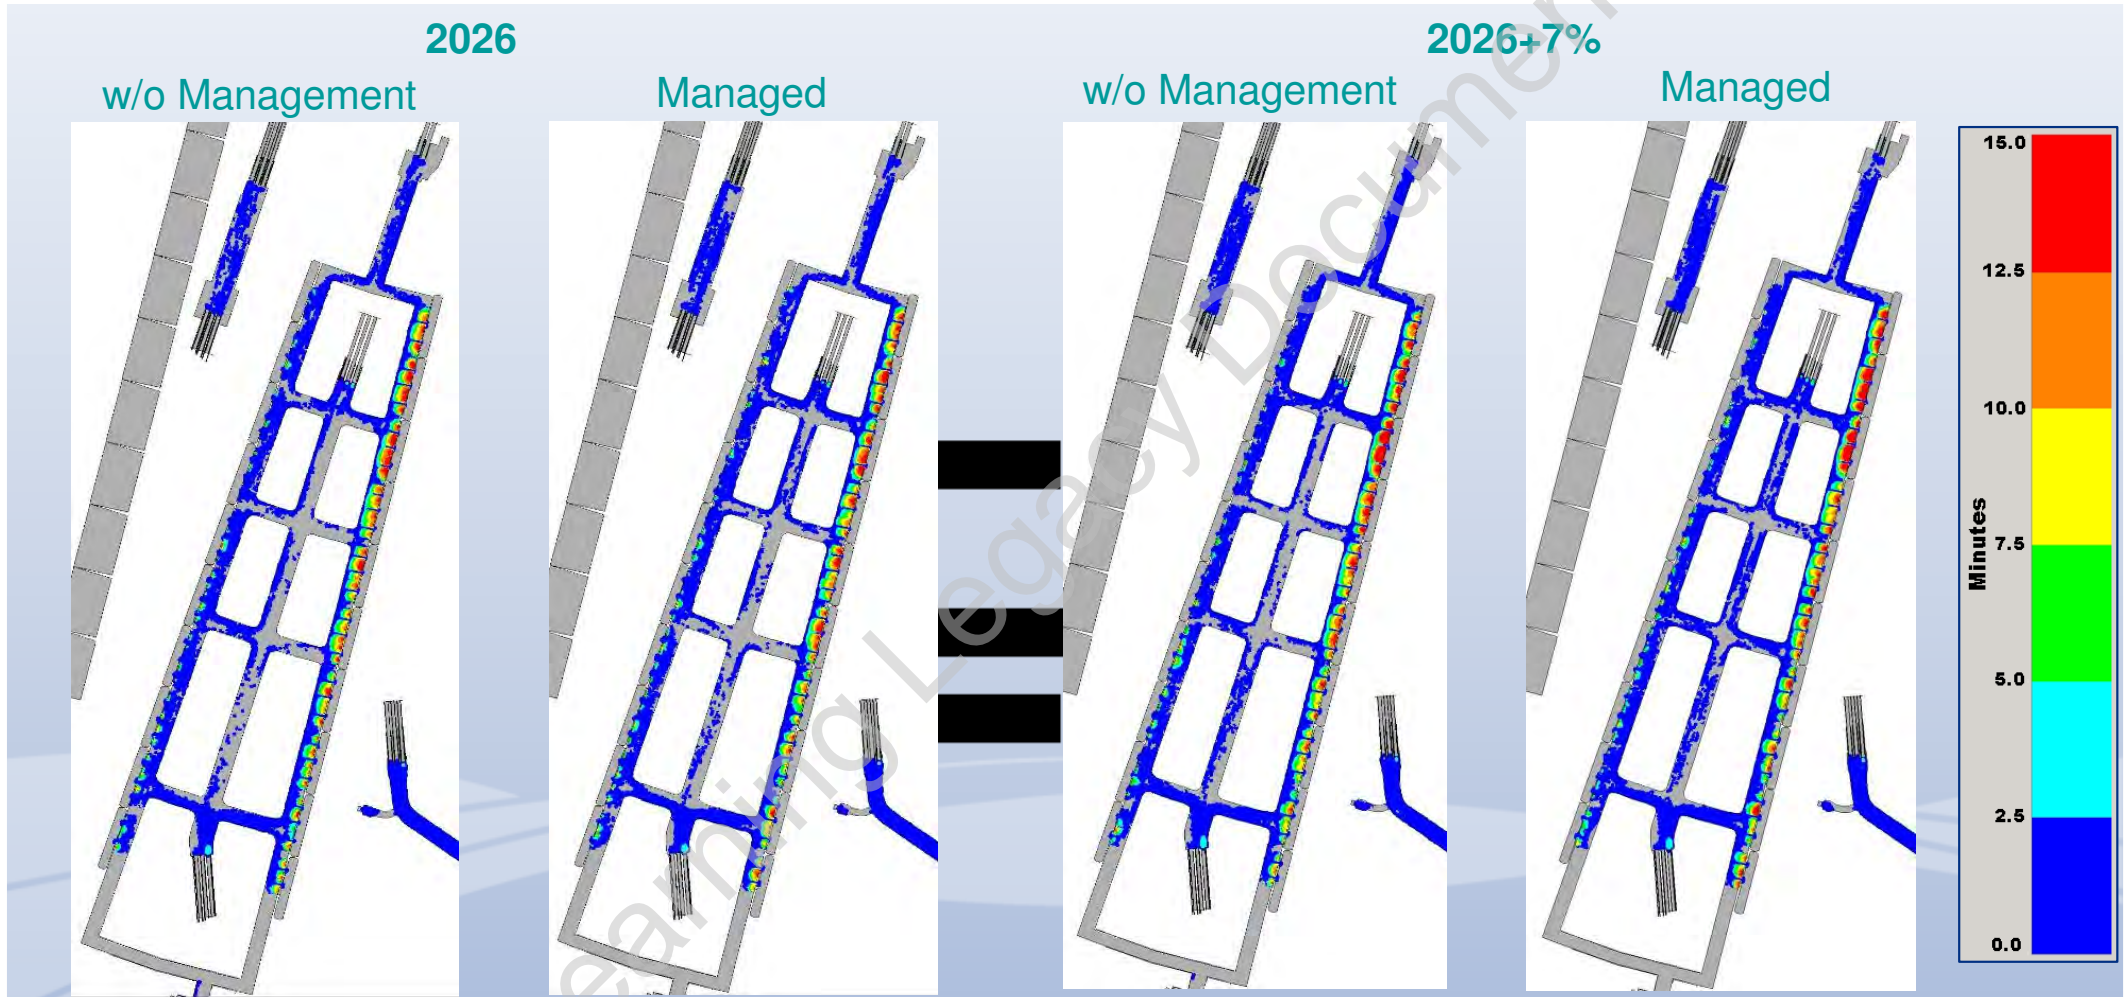 2026
2026+7%
w/o Management
Managed
w/o Management
Managed
15.0
12.5
10.0
7.5
5.0
2.5
0.0
Minutes
Learning Legacy Document